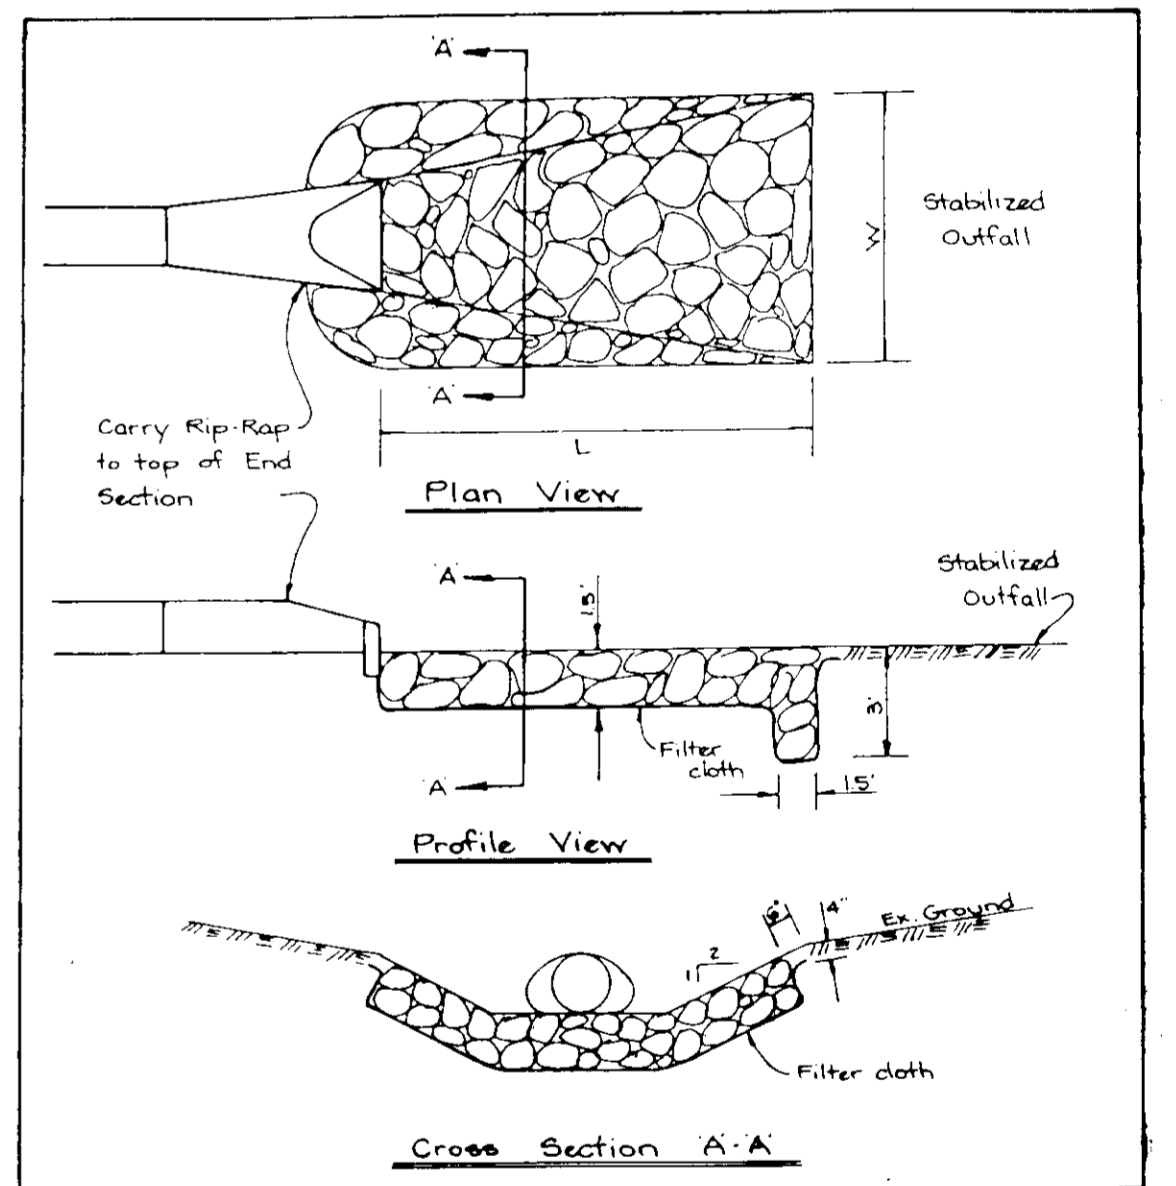 'A'
Stabilized
Outfall
W
'A'
Carry Rip-Rap
to top of End
Section
L
Plan View
'A'
1.5'
Stabilized
Outfall
3'
Filter
cloth
'A'
1.5'
Profile View
6"
4"
Ex. Ground
2
1
Filter cloth
Cross Section 'A-A'